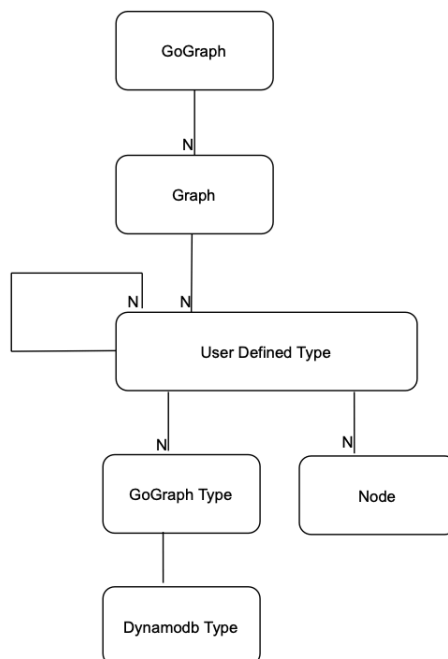 GoGraph
N
Graph
N N
User Defined Type
N N
GoGraph Type
Node
Dynamodb Type